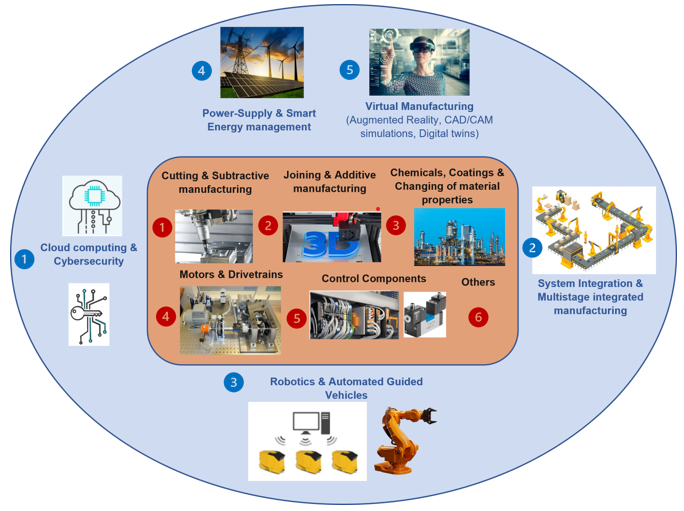 4
Power-Supply & Smart
Energy management
5
Virtual Manufacturing
(Augmented Reality, CAD/CAM
simulations, Digital twins)
1
Cloud computing &
Cybersecurity
Cutting & Subtractive
manufacturing
1
Joining & Additive
manufacturing
2
3D
Chemicals, Coatings &
Changing of material
properties
3
Motors & Drivetrains
4
Control Components
5
Others
6
2
System Integration &
Multistage integrated
manufacturing
3
Robotics & Automated Guided
Vehicles